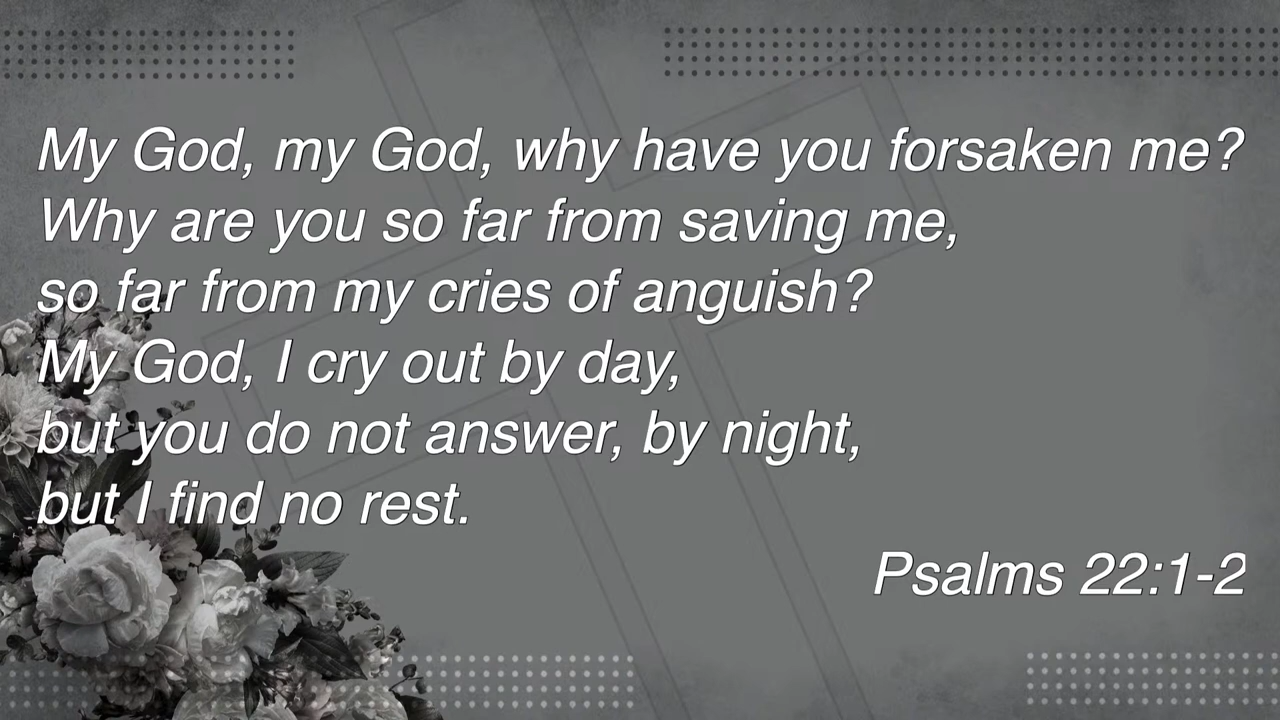 My God, my God, why have you forsaken me?
Why are you so far from saving me,
so far from my cries of anguish?
My God, I cry out by day,
but you do not answer, by night,
but I find no rest.
Psalms 22:1-2